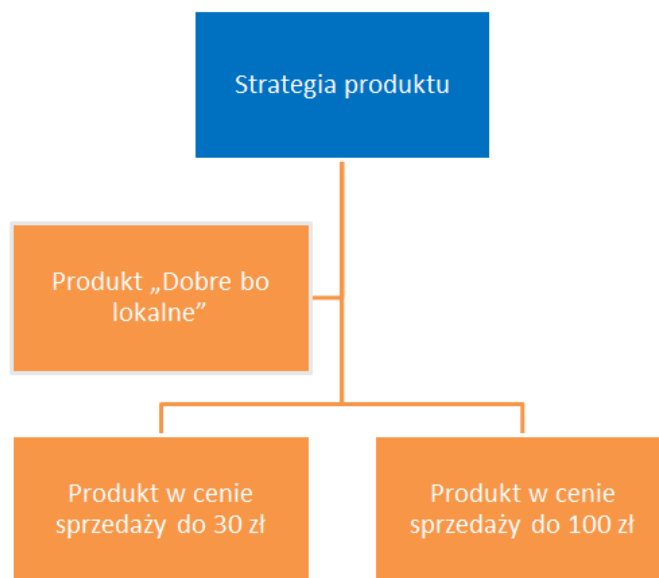 Strategia produktu
Produkt „Dobre bo
lokalne”
Produkt w cenie
sprzedaży do 30 zł
Produkt w cenie
sprzedaży do 100 zł